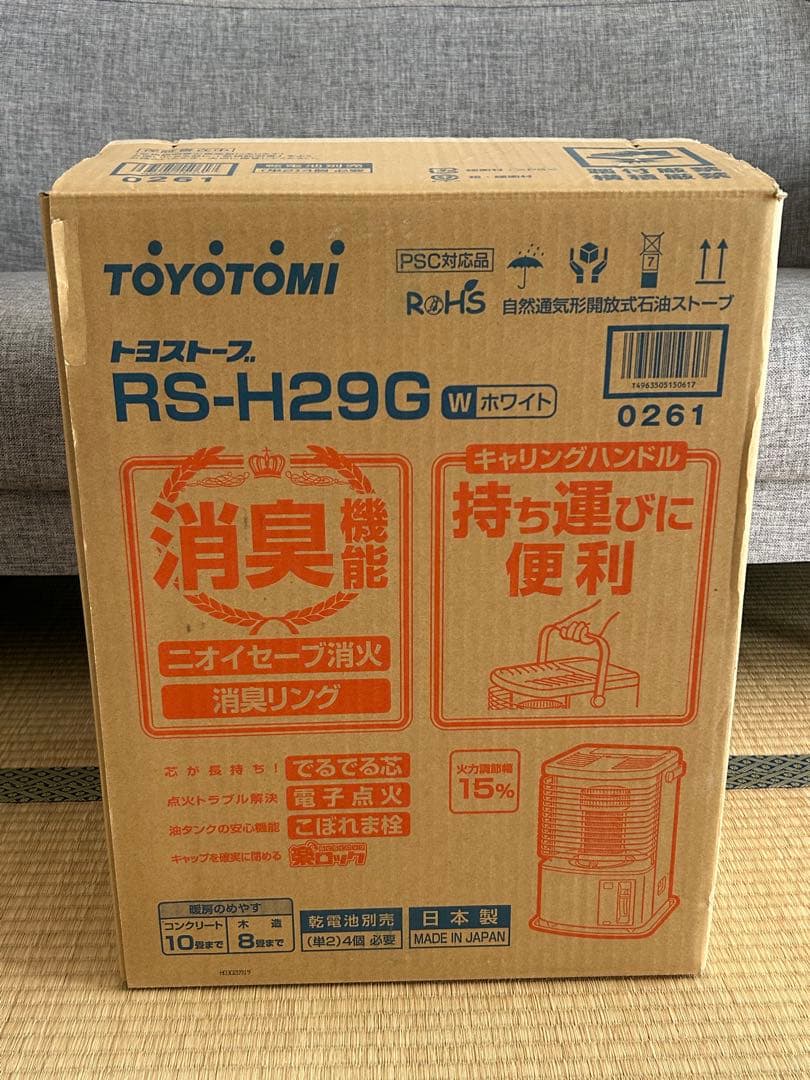 0261
(単2)4個 必要
TOYOTOMI
PSC対応品
7
RoHS
自然通気形開放式石油ストーブ
トヨストーブ
RS-H29G W ホワイト
T4963505150617
0261
消臭機能
ニオイセーブ消火
消臭リング
キャリングハンドル
持ち運びに
便利
芯が長持ち! でるでる芯
点火トラブル解決 電子点火
油タンクの安心機能 こぼれま栓
キャップを確実に閉める 楽ロック
火力調節幅
15%
暖房のめやす
コンクリート 木造
10畳まで 8畳まで
乾電池別売
(単2)4個 必要
日本製
MADE IN JAPAN